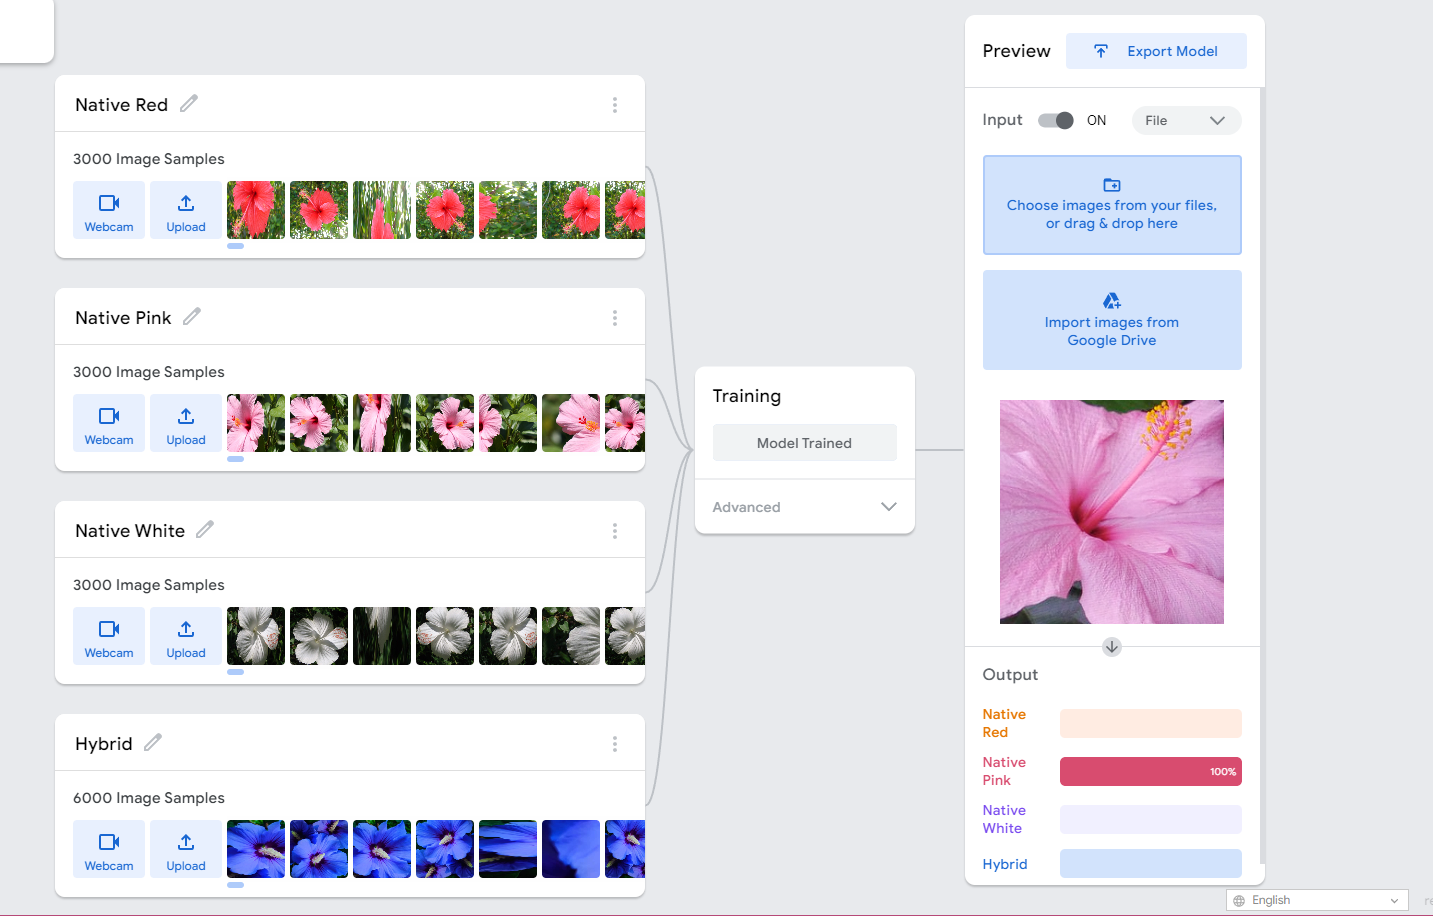 Native Red
3000 Image Samples
Webcam
Upload
Native Pink
3000 Image Samples
Webcam
Upload
Native White
3000 Image Samples
Webcam
Upload
Hybrid
6000 Image Samples
Webcam
Upload
Training
Model Trained
Advanced
Preview
Export Model
Input
ON
File
Choose images from your files,
or drag & drop here
Import images from
Google Drive
Output
Native
Red
Native
Pink
100%
Native
White
Hybrid
English